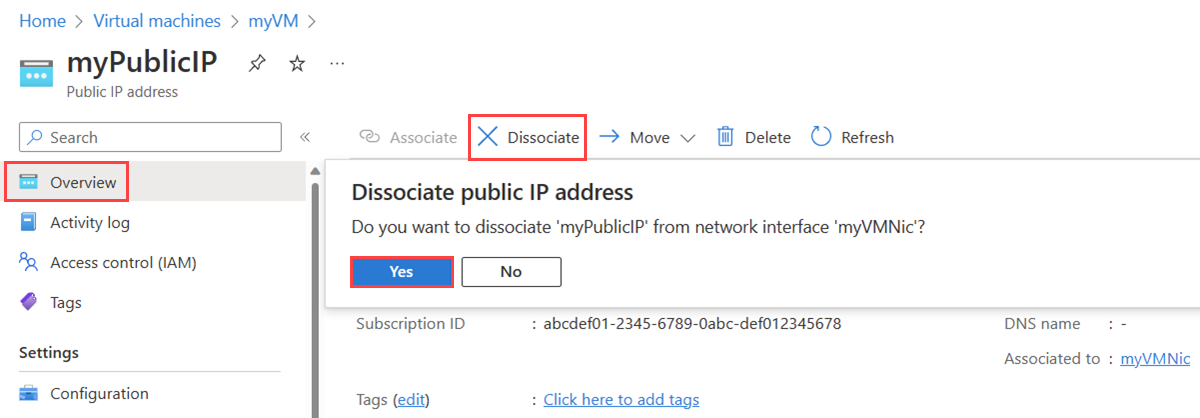 Home > Virtual machines > myVM >
myPublicIP
Public IP address
Search
Associate Dissociate Move Delete Refresh
Overview
Activity log
Access control (IAM)
Tags
Settings
Configuration
Dissociate public IP address
Do you want to dissociate 'myPublicIP' from network interface 'myVMNic'?
Yes No
Subscription ID : abcdef01-2345-6789-0abc-def012345678
DNS name : -
Associated to : myVMNic
Tags (edit) : Click here to add tags